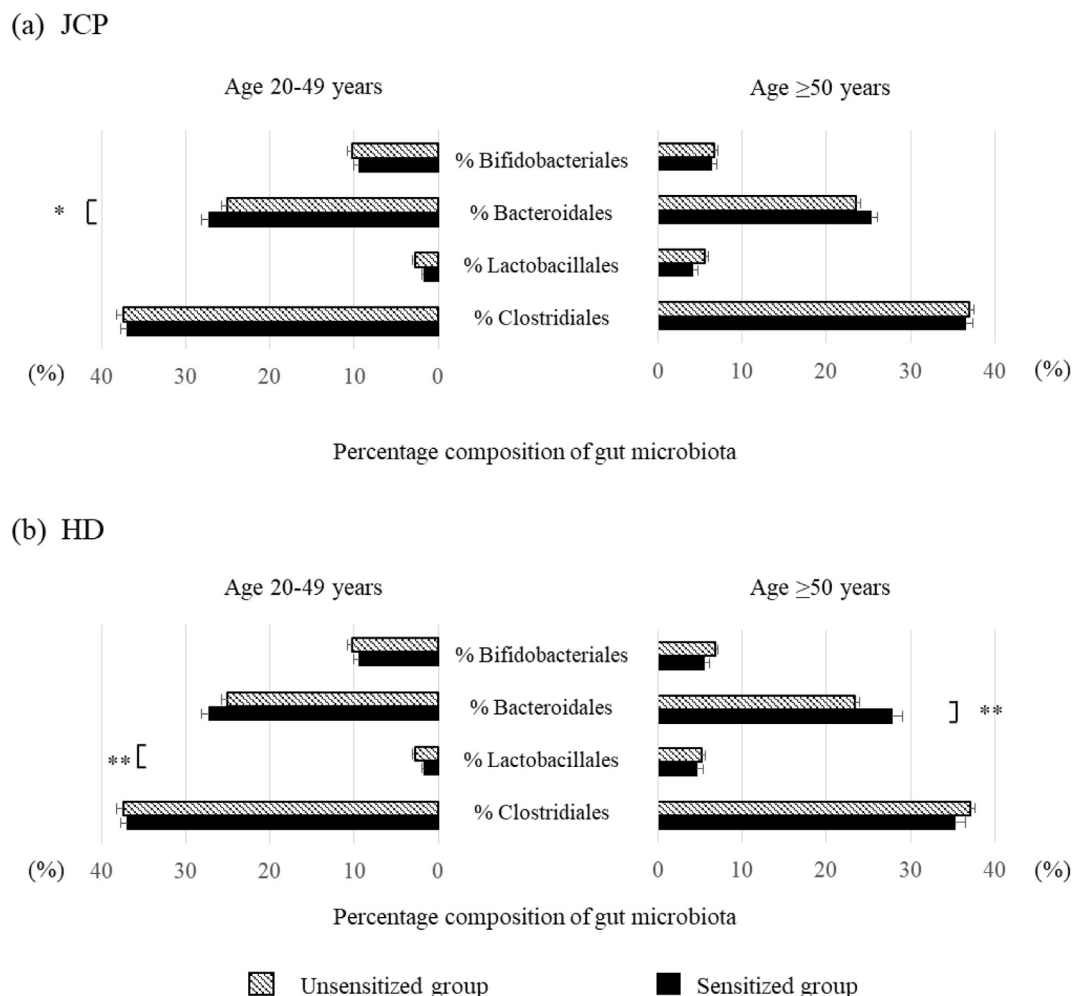 (a) JCP
Age 20-49 years
Age ≥50 years
% Bifidobacteriales
* % Bacteroidales
% Lactobacillales
% Clostridiales
(%) 40 30 20 10 0 0 10 20 30 40 (%)
Percentage composition of gut microbiota
(b) HD
Age 20-49 years
Age ≥50 years
% Bifidobacteriales
% Bacteroidales **
** % Lactobacillales
% Clostridiales
(%) 40 30 20 10 0 0 10 20 30 40 (%)
Percentage composition of gut microbiota
Unsensitized group
Sensitized group